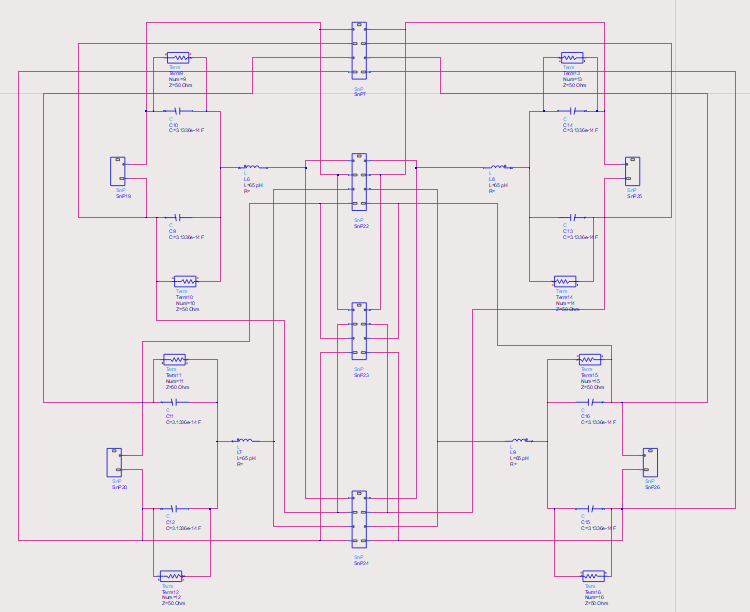 Term
Term9
Num=9
Z=50 Ohm
SnP
SnP7
Term
Term13
Num=13
Z=50 Ohm
C
C10
C=3.1336e-14 F
C
C14
C=3.1336e-14 F
SnP
SnP19
L
L6
L=65 pH
R=
L
L8
L=65 pH
R=
SnP
SnP25
SnP
SnP22
C
C9
C=3.1336e-14 F
C
C13
C=3.1336e-14 F
Term
Term10
Num=10
Z=50 Ohm
Term
Term14
Num=14
Z=50 Ohm
SnP
SnP23
Term
Term11
Num=11
Z=50 Ohm
Term
Term15
Num=15
Z=50 Ohm
C
C11
C=3.1336e-14 F
C
C16
C=3.1336e-14 F
L
L7
L=65 pH
R=
L
L9
L=65 pH
R=
SnP
SnP20
SnP
SnP26
C
C12
C=3.1336e-14 F
C
C15
C=3.1336e-14 F
SnP
SnP24
Term
Term12
Num=12
Z=50 Ohm
Term
Term16
Num=16
Z=50 Ohm